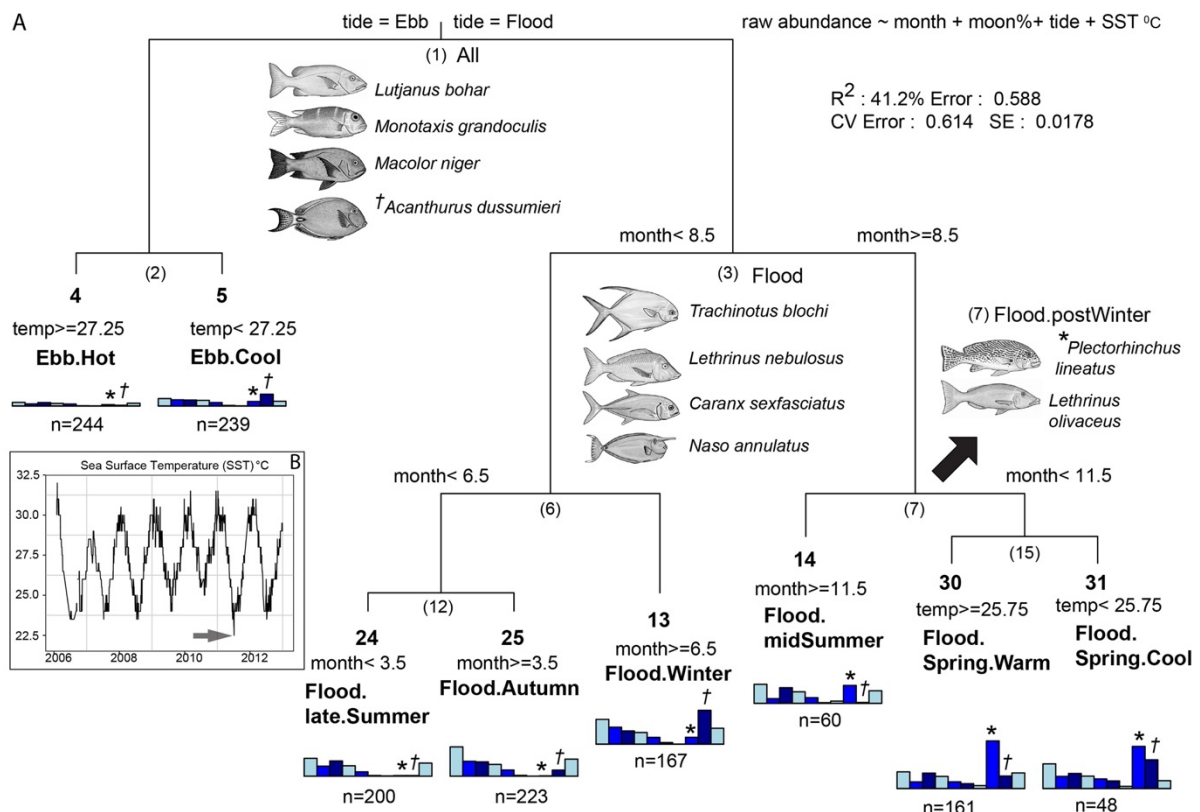 A
tide = Ebb
tide = Flood
raw abundance ~ month + moon%+ tide + SST ⁰C
(1) All
Lutjanus bohar
Monotaxis grandoculis
Macolor niger
†Acanthurus dussumieri
R² : 41.2% Error : 0.588
CV Error : 0.614 SE : 0.0178
month< 8.5
month>=8.5
(2)
4
temp>=27.25
Ebb.Hot
* †
n=244
5
temp< 27.25
Ebb.Cool
* †
n=239
(3) Flood
Trachinotus blochi
Lethrinus nebulosus
Caranx sexfasciatus
Naso annulatus
(7) Flood.postWinter
*Plectorhinchus
lineatus
Lethrinus
olivaceus
B
Sea Surface Temperature (SST) °C
32.5
30.0
27.5
25.0
22.5
2006
2008
2010
2012
month< 6.5
(6)
month< 11.5
(7)
(12)
(15)
24
month< 3.5
Flood.
late.Summer
* †
n=200
25
month>=3.5
Flood.Autumn
* †
n=223
13
month>=6.5
Flood.Winter
* †
n=167
14
month>=11.5
Flood.
midSummer
* †
n=60
30
temp>=25.75
Flood.
Spring.Warm
* †
n=161
31
temp< 25.75
Flood.
Spring.Cool
* †
n=48